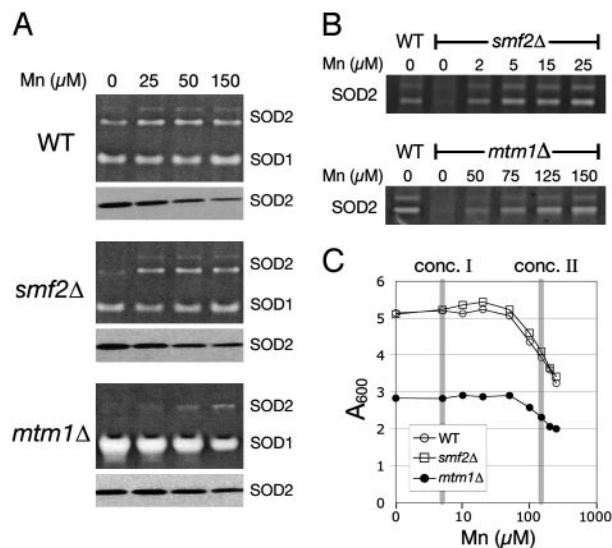 A
Mn (µM) 0 25 50 150
WT
SOD2
SOD1
SOD2
smf2Δ
SOD2
SOD1
SOD2
mtm1Δ
SOD2
SOD1
SOD2
B
WT smf2Δ
Mn (µM) 0 0 2 5 15 25
SOD2
WT mtm1Δ
Mn (µM) 0 0 50 75 125 150
SOD2
C
conc. I conc. II
6
5
4
3
2
1
0
A600
WT
smf2Δ
mtm1Δ
0 10 100 1000
Mn (µM)